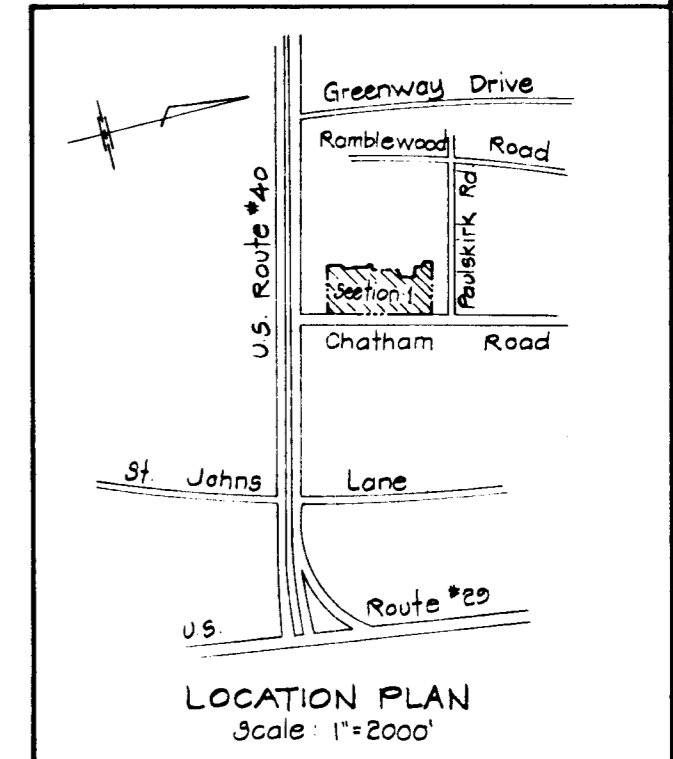 Greenway Drive
Ramblewood Road
U.S. Route #40
Paulskirk Rd.
Section 1
Chatham Road
St. Johns Lane
U.S. Route #29
LOCATION PLAN
Scale : 1"=2000'